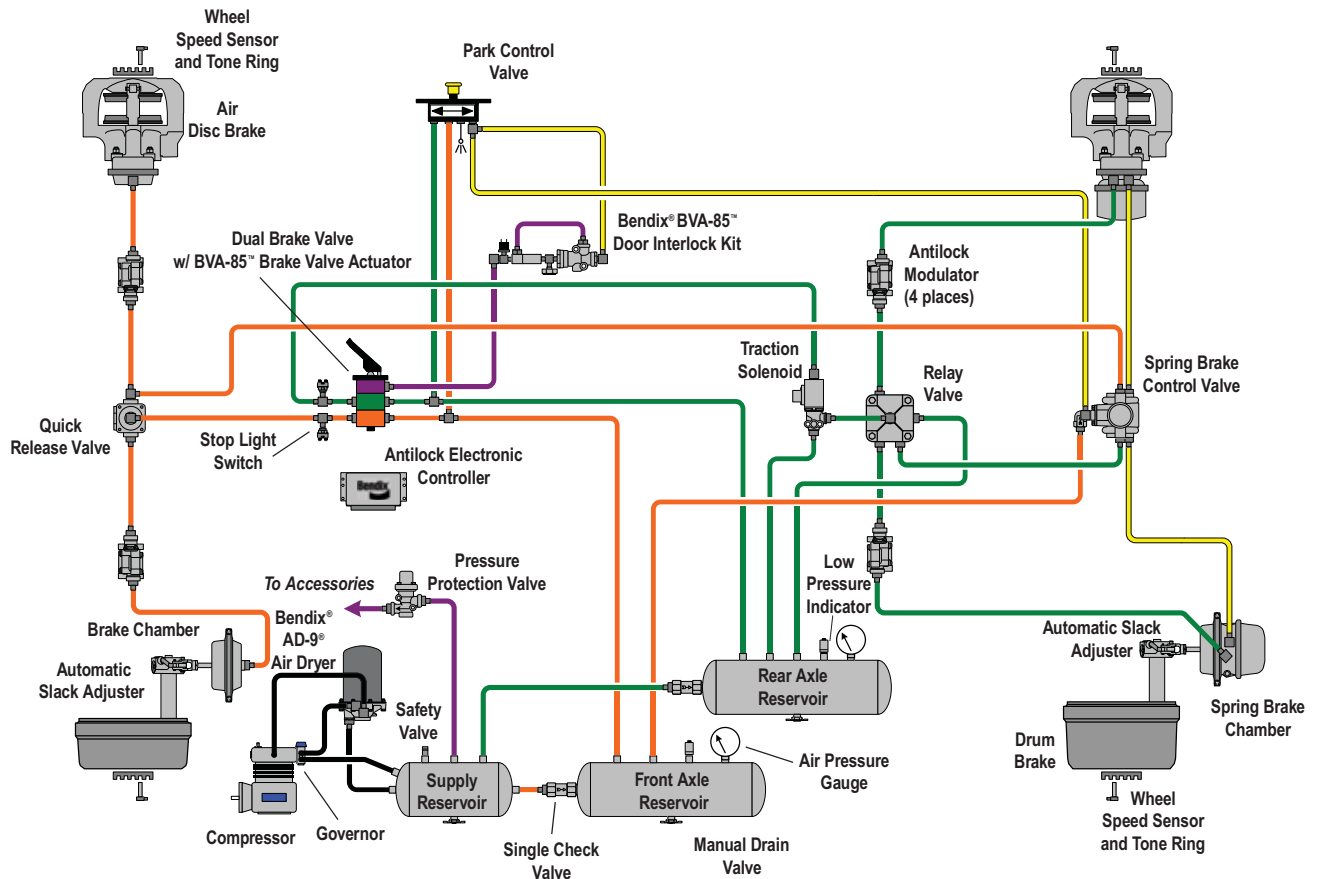 Wheel
Speed Sensor
and Tone Ring
Air
Disc Brake
Park Control
Valve
Dual Brake Valve
w/ BVA-85™ Brake Valve Actuator
Bendix® BVA-85™
Door Interlock Kit
Antilock
Modulator
(4 places)
Traction
Solenoid
Relay
Valve
Spring Brake
Control Valve
Quick
Release Valve
Stop Light
Switch
Antilock Electronic
Controller
Bendix
Pressure
Protection Valve
To Accessories
Bendix®
AD-9®
Air Dryer
Low
Pressure
Indicator
Brake Chamber
Automatic
Slack Adjuster
Automatic Slack
Adjuster
Rear Axle
Reservoir
Spring Brake
Chamber
Safety
Valve
Drum
Brake
Air Pressure
Gauge
Supply
Reservoir
Front Axle
Reservoir
Compressor
Governor
Single Check
Valve
Manual Drain
Valve
Wheel
Speed Sensor
and Tone Ring